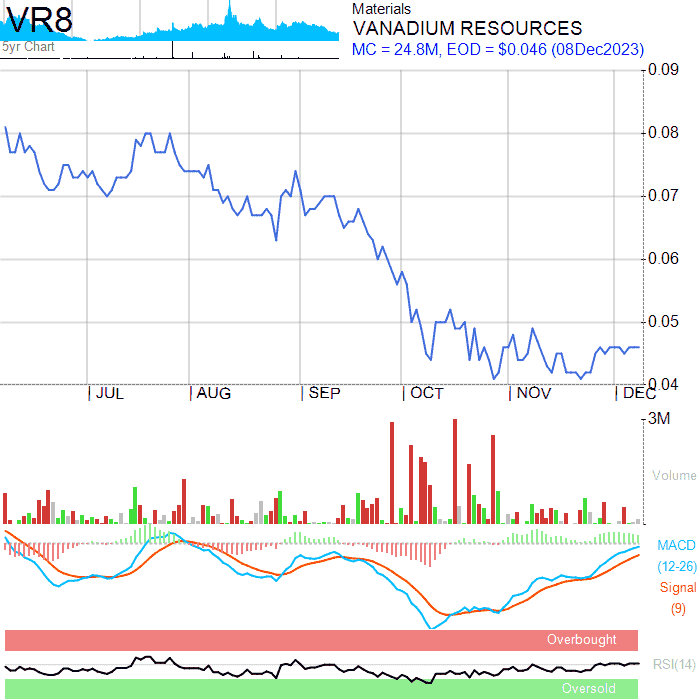 VR8
5yr Chart
Materials
VANADIUM RESOURCES
MC = 24.8M, EOD = $0.046 (08Dec2023)
0.09
0.08
0.07
0.06
0.05
0.04
JUL AUG SEP OCT NOV DEC
3M
Volume
MACD
(12-26)
Signal
(9)
Overbought
RSI(14)
Oversold